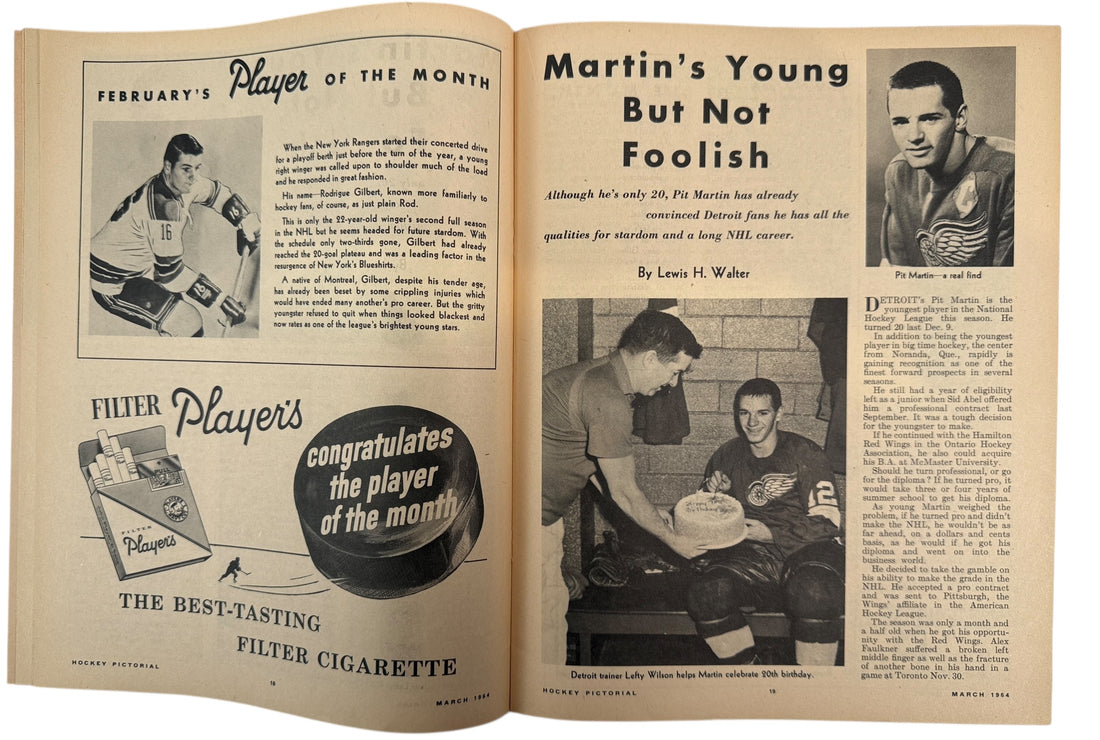 FEBRUARY'S Player OF THE MONTH
When the New York Rangers started their concerted drive
for a playoff berth just before the turn of the year, a young
right winger was called upon to shoulder much of the load
and he responded in great fashion.
His name—Rodrigue Gilbert, known more familiarly to
hockey fans, of course, as just plain Rod.
This is only the 22-year-old winger's second full season
in the NHL but he seems headed for future stardom. With
the schedule only two-thirds gone, Gilbert had already
reached the 20-goal plateau and was a leading factor in the
resurgence of New York's Blueshirts.
A native of Montreal, Gilbert, despite his tender age,
has already been beset by some crippling injuries which
would have ended many another's pro career. But the gritty
youngster refused to quit when things looked blackest and
now rates as one of the league's brightest young stars.
16
FILTER Player's
congratulates
the player
of the month
FILTER
Player's
THE BEST-TASTING
FILTER CIGARETTE
HOCKEY PICTORIAL
18
MARCH 1964
Martin's Young
But Not
Foolish
Although he's only 20, Pit Martin has already
convinced Detroit fans he has all the
qualities for stardom and a long NHL career.
By Lewis H. Walter
Pit Martin—a real find
2
Detroit trainer Lefty Wilson helps Martin celebrate 20th birthday.
DETROIT's Pit Martin is the
youngest player in the National
Hockey League this season. He
turned 20 last Dec. 9.
In addition to being the youngest
player in big time hockey, the center
from Noranda, Que., rapidly is
gaining recognition as one of the
finest forward prospects in several
seasons.
He still had a year of eligibility
left as a junior when Sid Abel offered
him a professional contract last
September. It was a tough decision
for the youngster to make.
If he continued with the Hamilton
Red Wings in the Ontario Hockey
Association, he also could acquire
his B.A. at McMaster University.
Should he turn professional, or go
for the diploma? If he turned pro, it
would take three or four years of
summer school to get his diploma.
As young Martin weighed the
problem, if he turned pro and didn't
make the NHL, he wouldn't be as
far ahead, on a dollars and cents
basis, as he would if he got his
diploma and went on into the
business world.
He decided to take the gamble on
his ability to make the grade in the
NHL. He accepted a pro contract
and was sent to Pittsburgh, the
Wings' affiliate in the American
Hockey League.
The season was only a month and
a half old when he got his opportu-
nity with the Red Wings. Alex
Faulkner suffered a broken left
middle finger as well as the fracture
of another bone in his hand in a
game at Toronto Nov. 30.
HOCKEY PICTORIAL
19
MARCH 1964